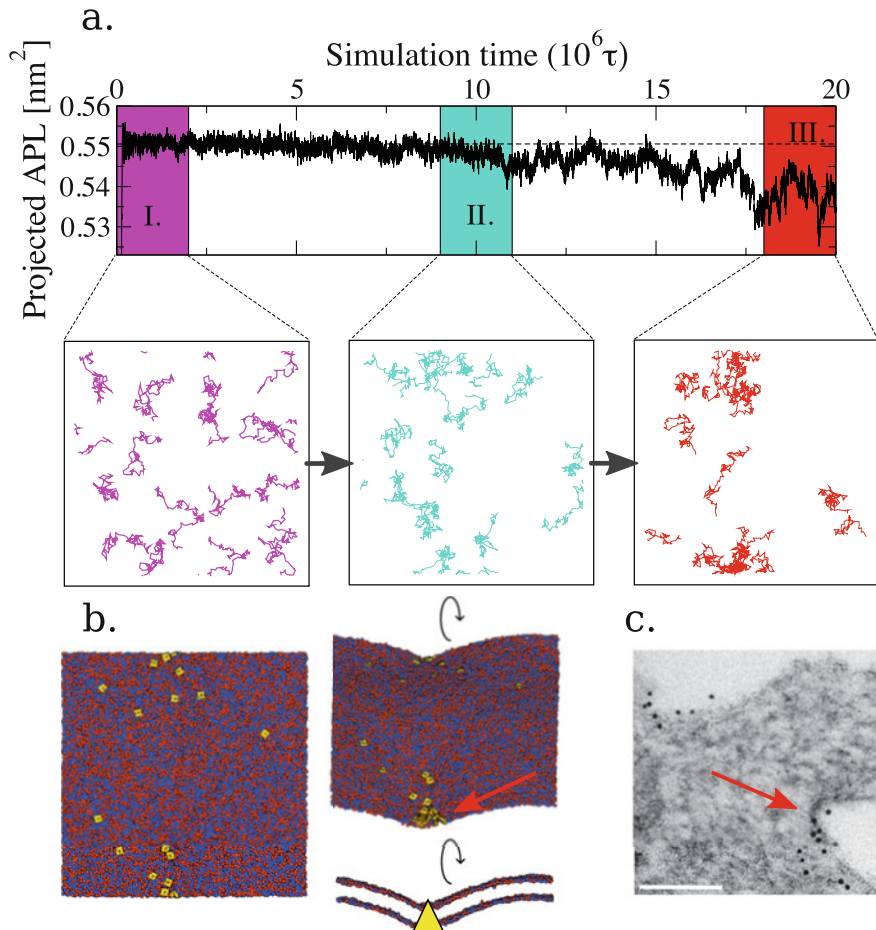 a.
Simulation time (10⁶τ)
0 5 10 15 20
Projected APL [nm²]
0.56
0.55
0.54
0.53
I.
II.
III.
b.
c.